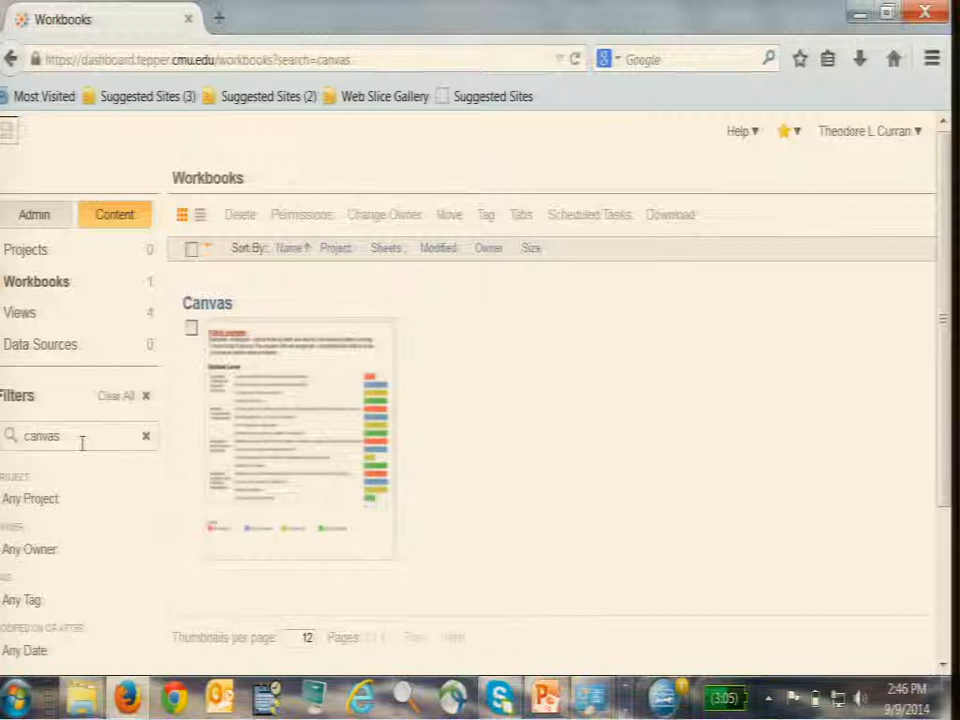 Workbooks
https://dashboard.tepper.cmu.edu/workbooks?search=canvas
Google
Most Visited Suggested Sites (3) Suggested Sites (2) Web Slice Gallery Suggested Sites
Help Theodore L Curran
Workbooks
Admin Content
Delete Permissions Change Owner Move Tag Tabs Scheduled Tasks Download
Projects 0
Sort By: Name Project Sheets Modified Owner Size
Workbooks 1
Canvas
Views 4
Data Sources 0
Filters Clear All
canvas
Any Project
Any Owner
Any Tag
Any Date
Thumbnails per page: 12 Pages:
(3:05)
2:46 PM
9/9/2014